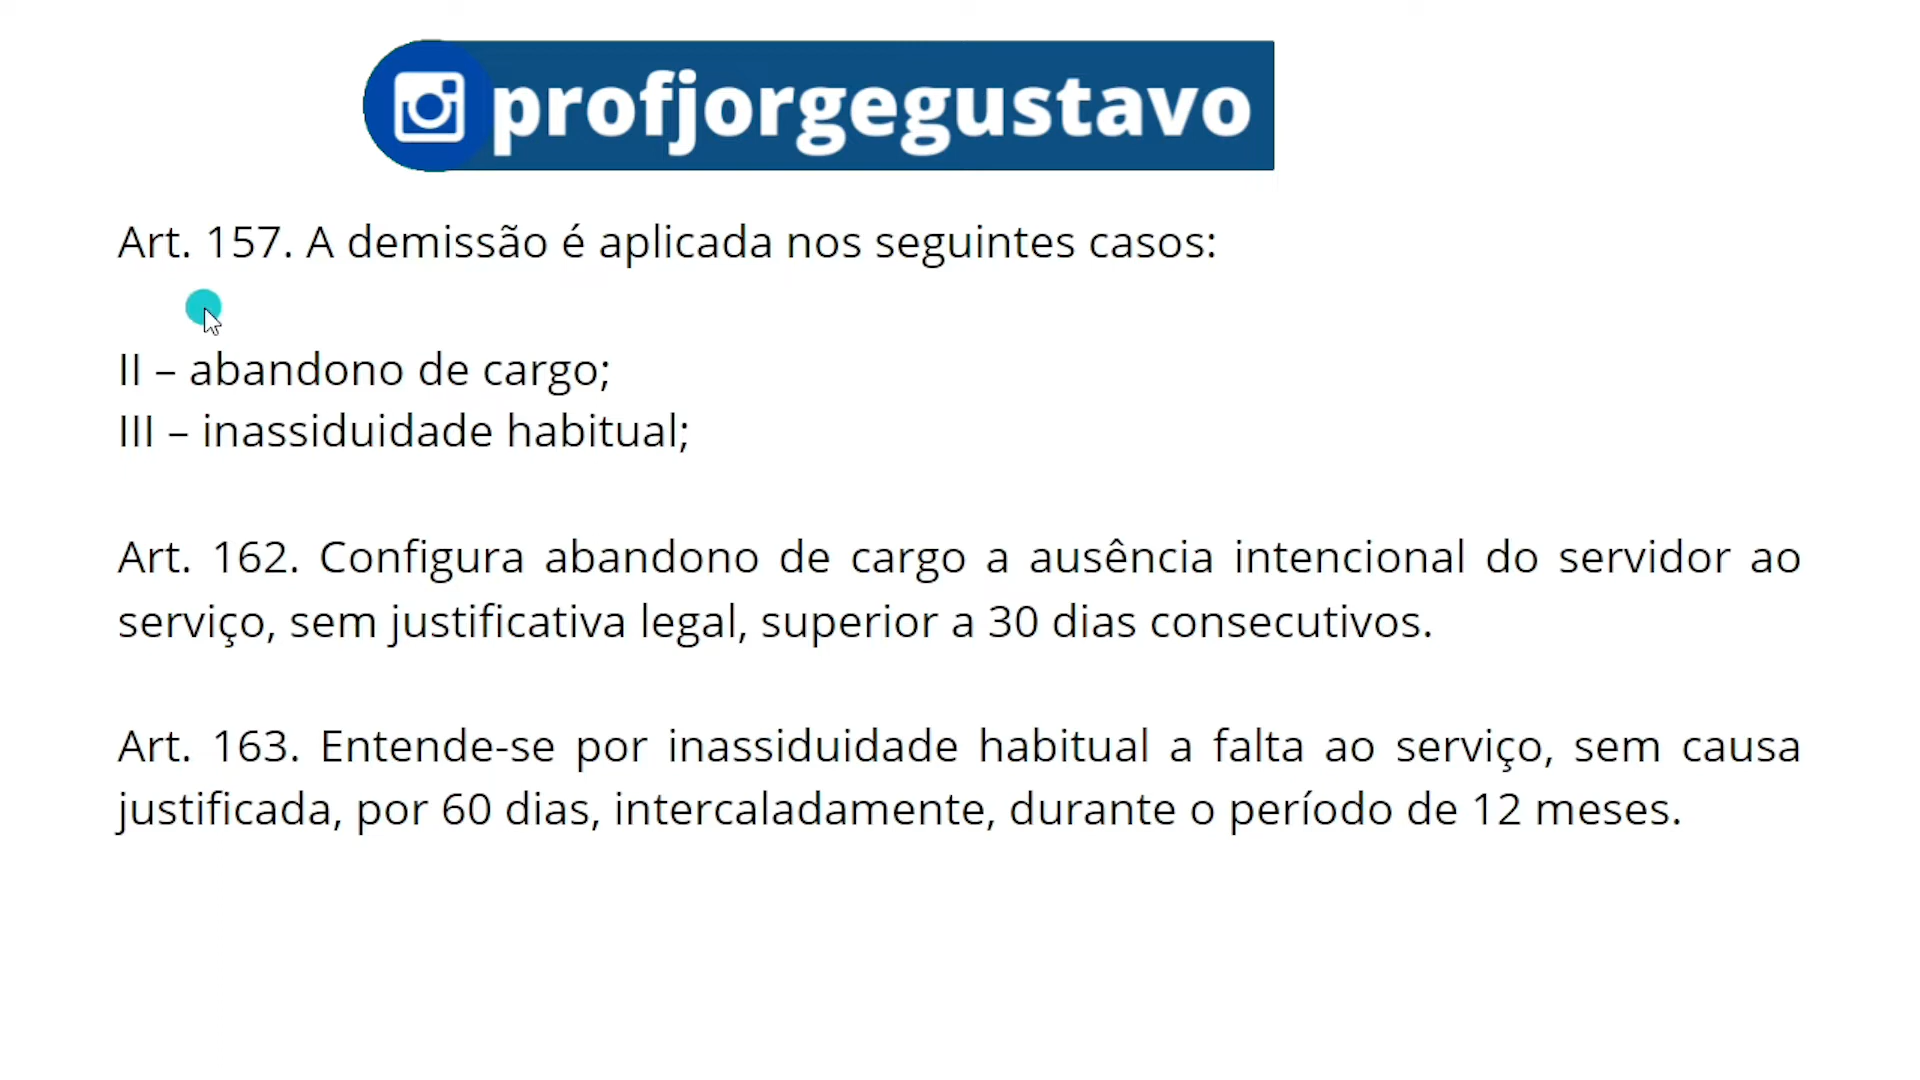 profjorgegustavo
Art. 157. A demissão é aplicada nos seguintes casos:
II – abandono de cargo;
III – inassiduidade habitual;
Art. 162. Configura abandono de cargo a ausência intencional do servidor ao
serviço, sem justificativa legal, superior a 30 dias consecutivos.
Art. 163. Entende-se por inassiduidade habitual a falta ao serviço, sem causa
justificada, por 60 dias, intercaladamente, durante o período de 12 meses.